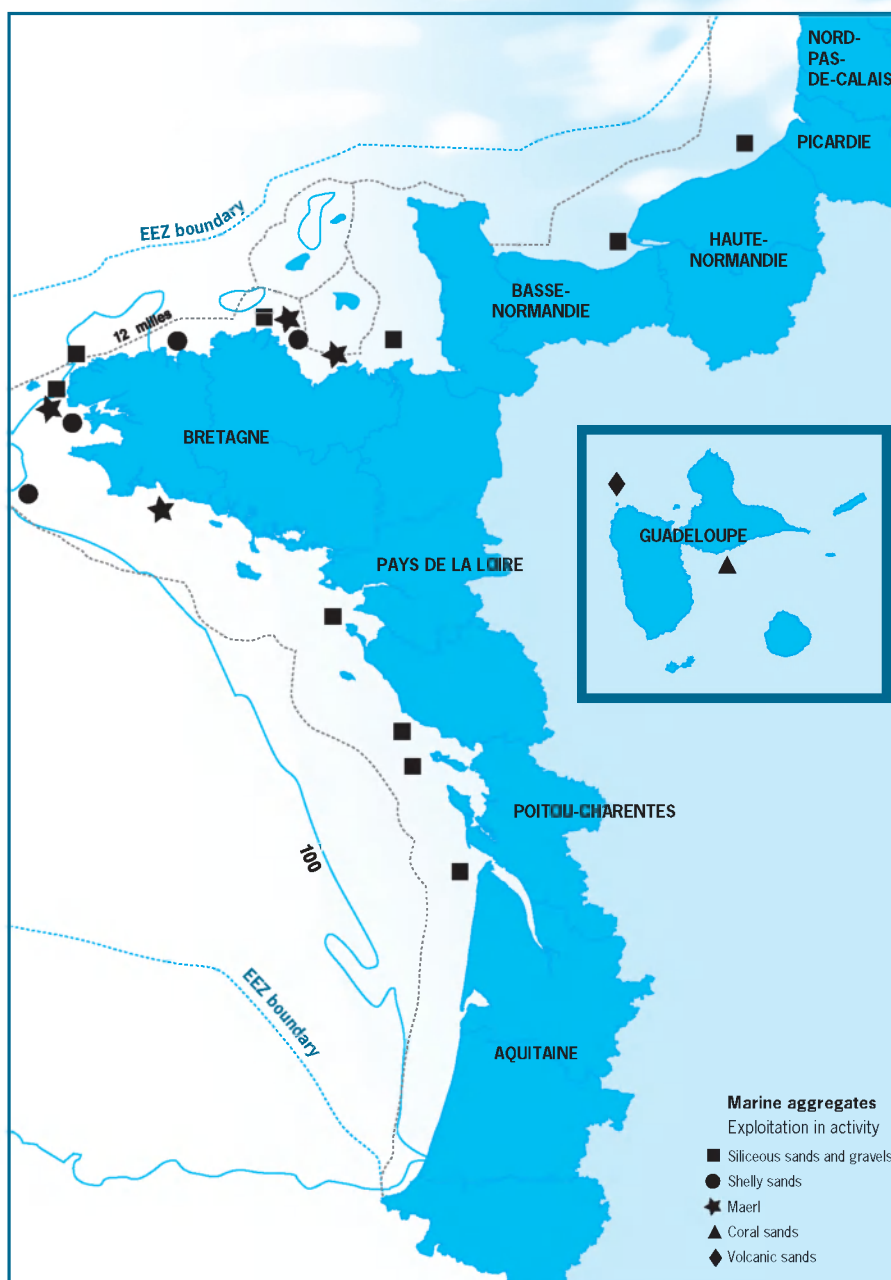 NORD-
PAS-
DE-CALAIS
PICARDIE
EEZ boundary
HAUTE-
NORMANDIE
BASSE-
NORMANDIE
12 milles
BRETAGNE
GUADELOUPE
PAYS DE LA LOIRE
POITOU-CHARENTES
100
EEZ boundary
AQUITAINE
Marine aggregates
Exploitation in activity
Siliceous sands and gravels
Shelly sands
Maerl
Coral sands
Volcanic sands